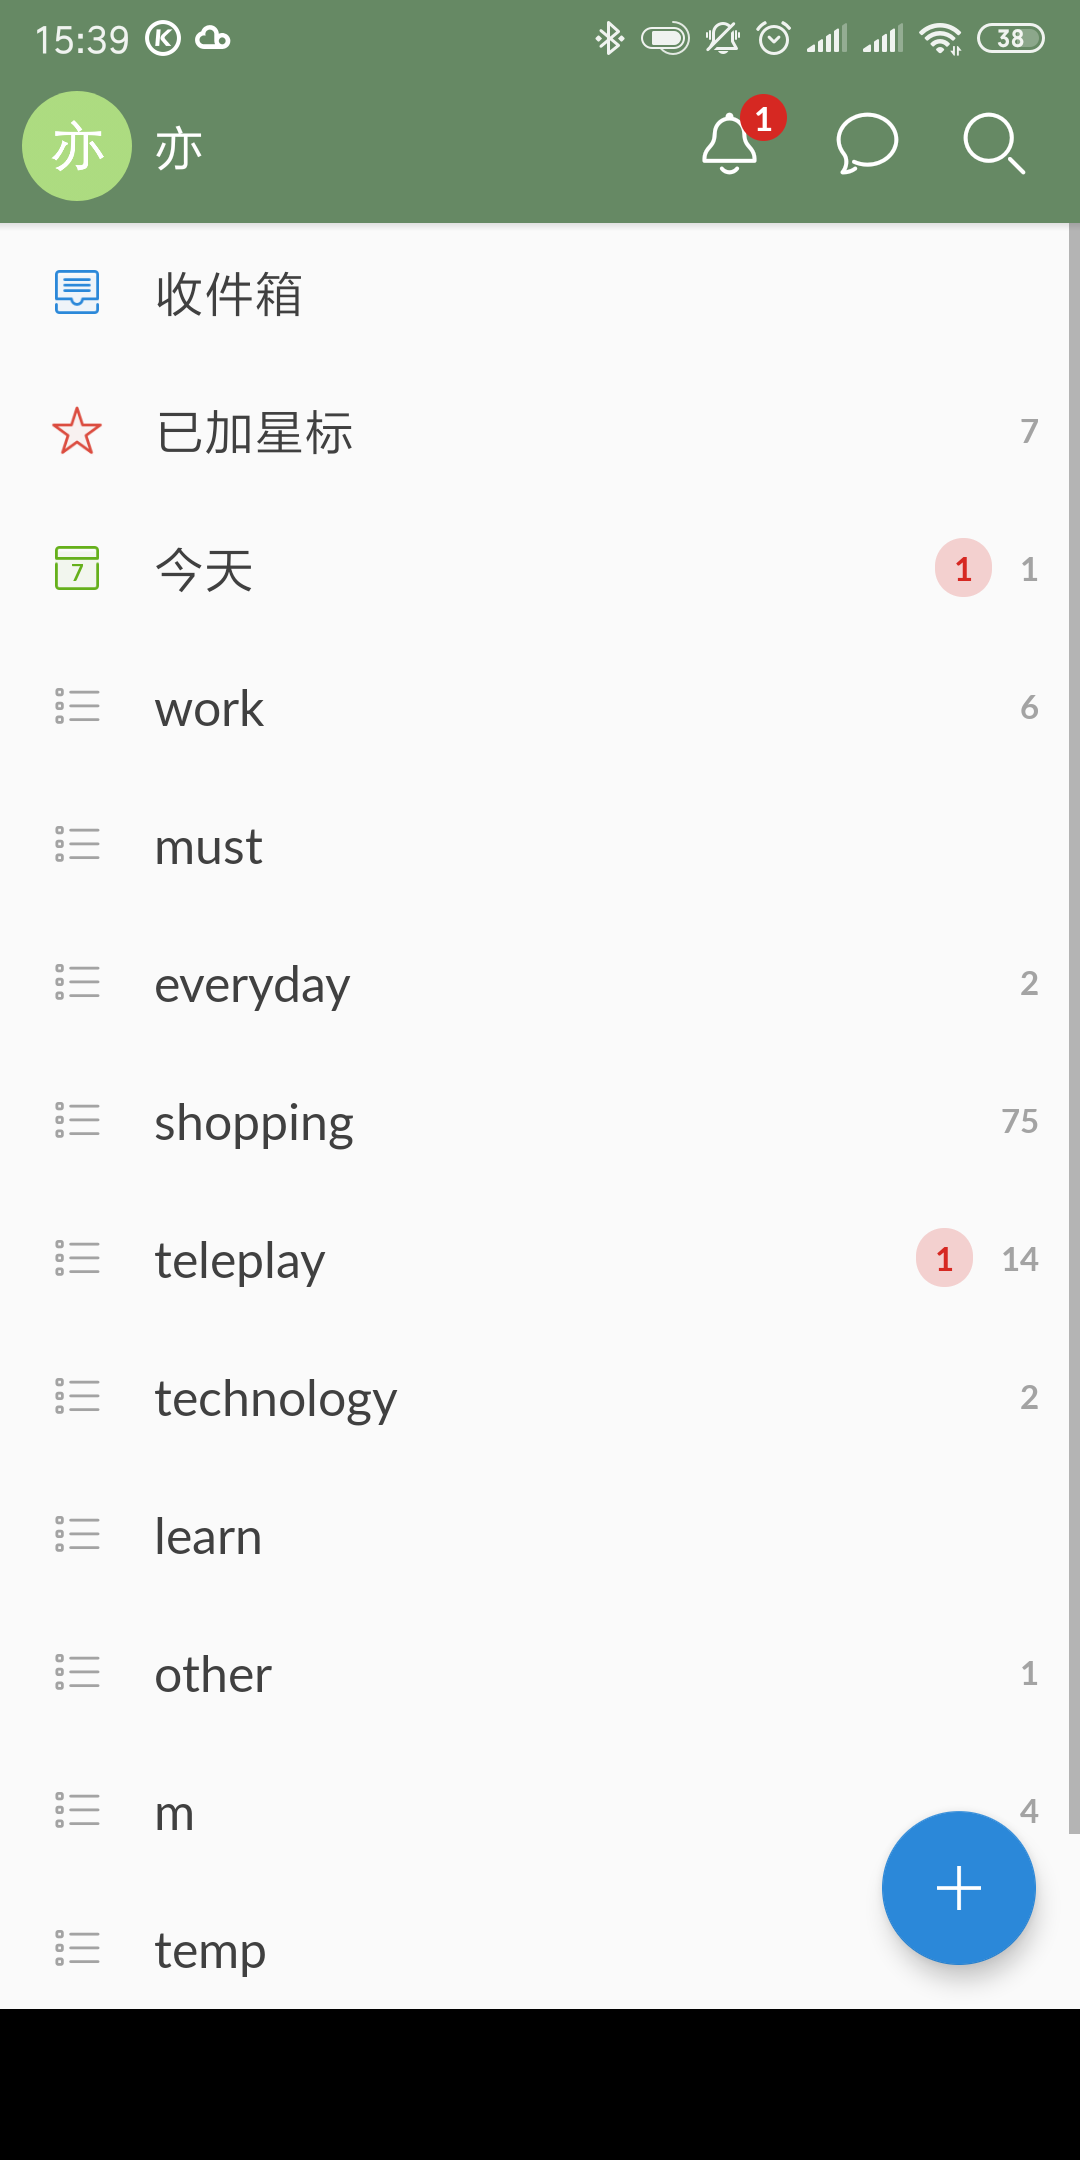 15:39 38
亦 亦 1
收件箱
已加星标 7
7 今天 1 1
work 6
must
everyday 2
shopping 75
teleplay 1 14
technology 2
learn
other 1
m 4
temp